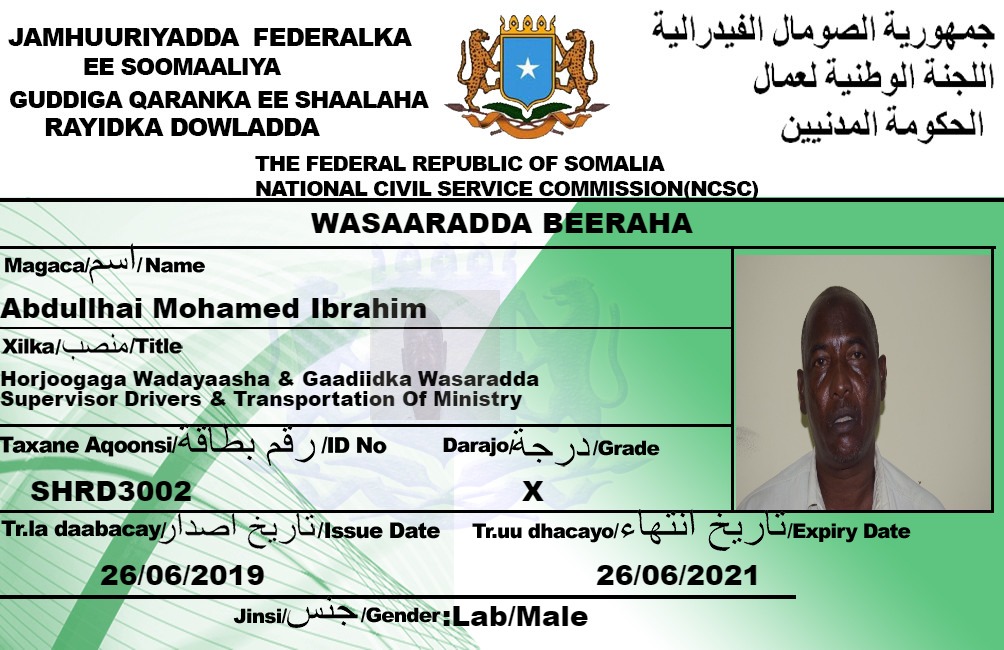 JAMHUURIYADDA FEDERALKA
EE SOOMAALIYA
GUDDIGA QARANKA EE SHAALAHA
RAYIDKA DOWLADDA
جمهورية الصومال الفيدرالية
اللجنة الوطنية لعمال
الحكومة المدنيين
THE FEDERAL REPUBLIC OF SOMALIA
NATIONAL CIVIL SERVICE COMMISSION(NCSC)
WASAARADDA BEERAHA
Magaca/اسم/Name
Abdullhai Mohamed Ibrahim
Xilka/منصب/Title
Horjoogaga Wadayaasha & Gaadiidka Wasaradda
Supervisor Drivers & Transportation Of Ministry
Taxane Aqoonsi/رقم بطاقة/ID No Darajo/درجة/Grade
SHRD3002 X
Tr.la daabacay/تاريخ اصدار/Issue Date Tr.uu dhacayo/تاريخ انتهاء/Expiry Date
26/06/2019 26/06/2021
Jinsi/جنس/Gender:Lab/Male